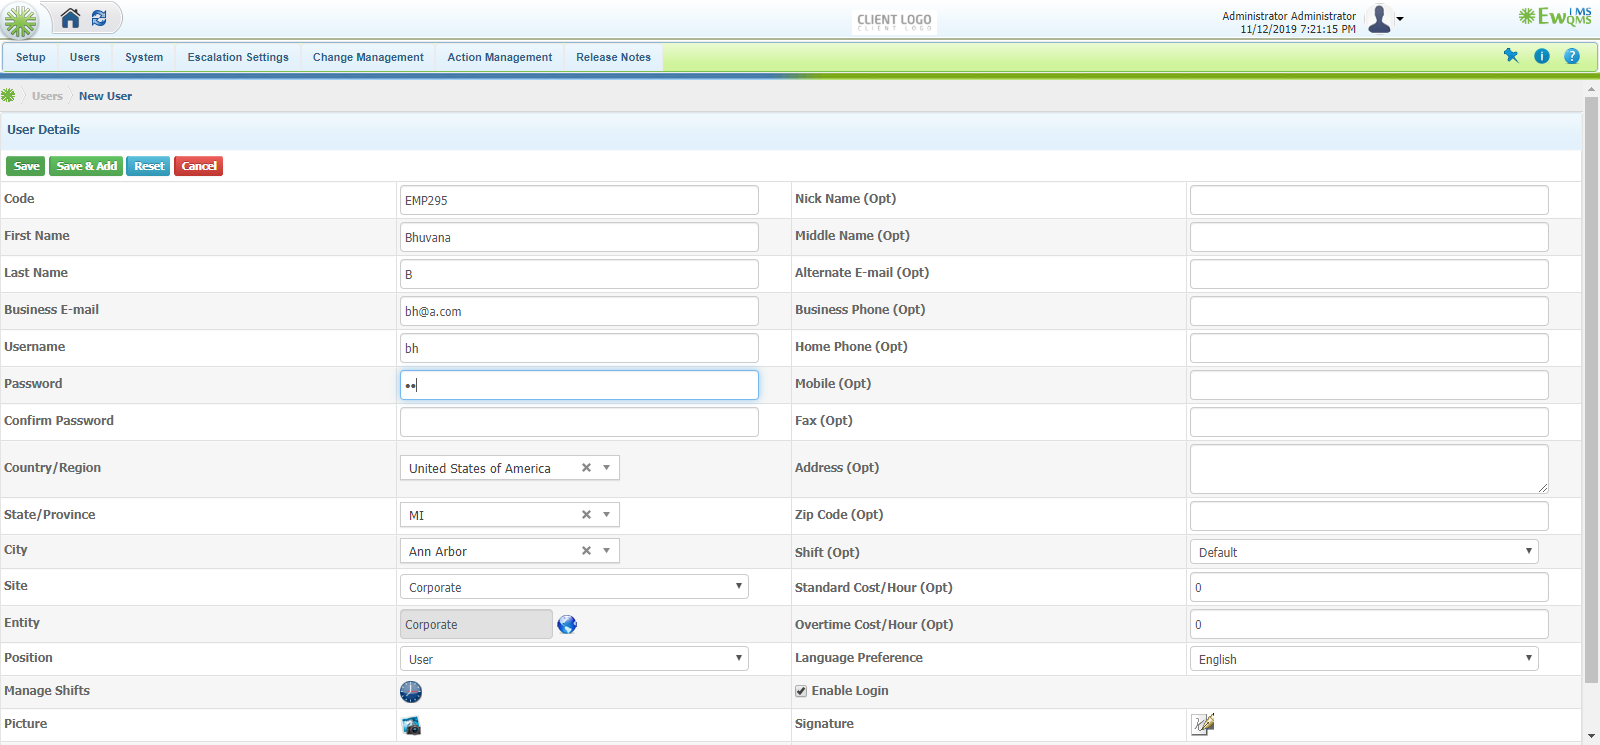 CLIENT LOGO
CLIENT LOGO
Administrator Administrator
11/12/2019 7:21:15 PM
EwQMS
LMS
Setup Users System Escalation Settings Change Management Action Management Release Notes
Users New User
User Details
Save Save & Add Reset Cancel
Code EMP295 Nick Name (Opt)
First Name Bhuvana Middle Name (Opt)
Last Name B Alternate E-mail (Opt)
Business E-mail bh@a.com Business Phone (Opt)
Username bh Home Phone (Opt)
Password •• Mobile (Opt)
Confirm Password Fax (Opt)
Country/Region United States of America Address (Opt)
State/Province MI Zip Code (Opt)
City Ann Arbor Shift (Opt) Default
Site Corporate Standard Cost/Hour (Opt) 0
Entity Corporate Overtime Cost/Hour (Opt) 0
Position User Language Preference English
Manage Shifts Enable Login
Picture Signature